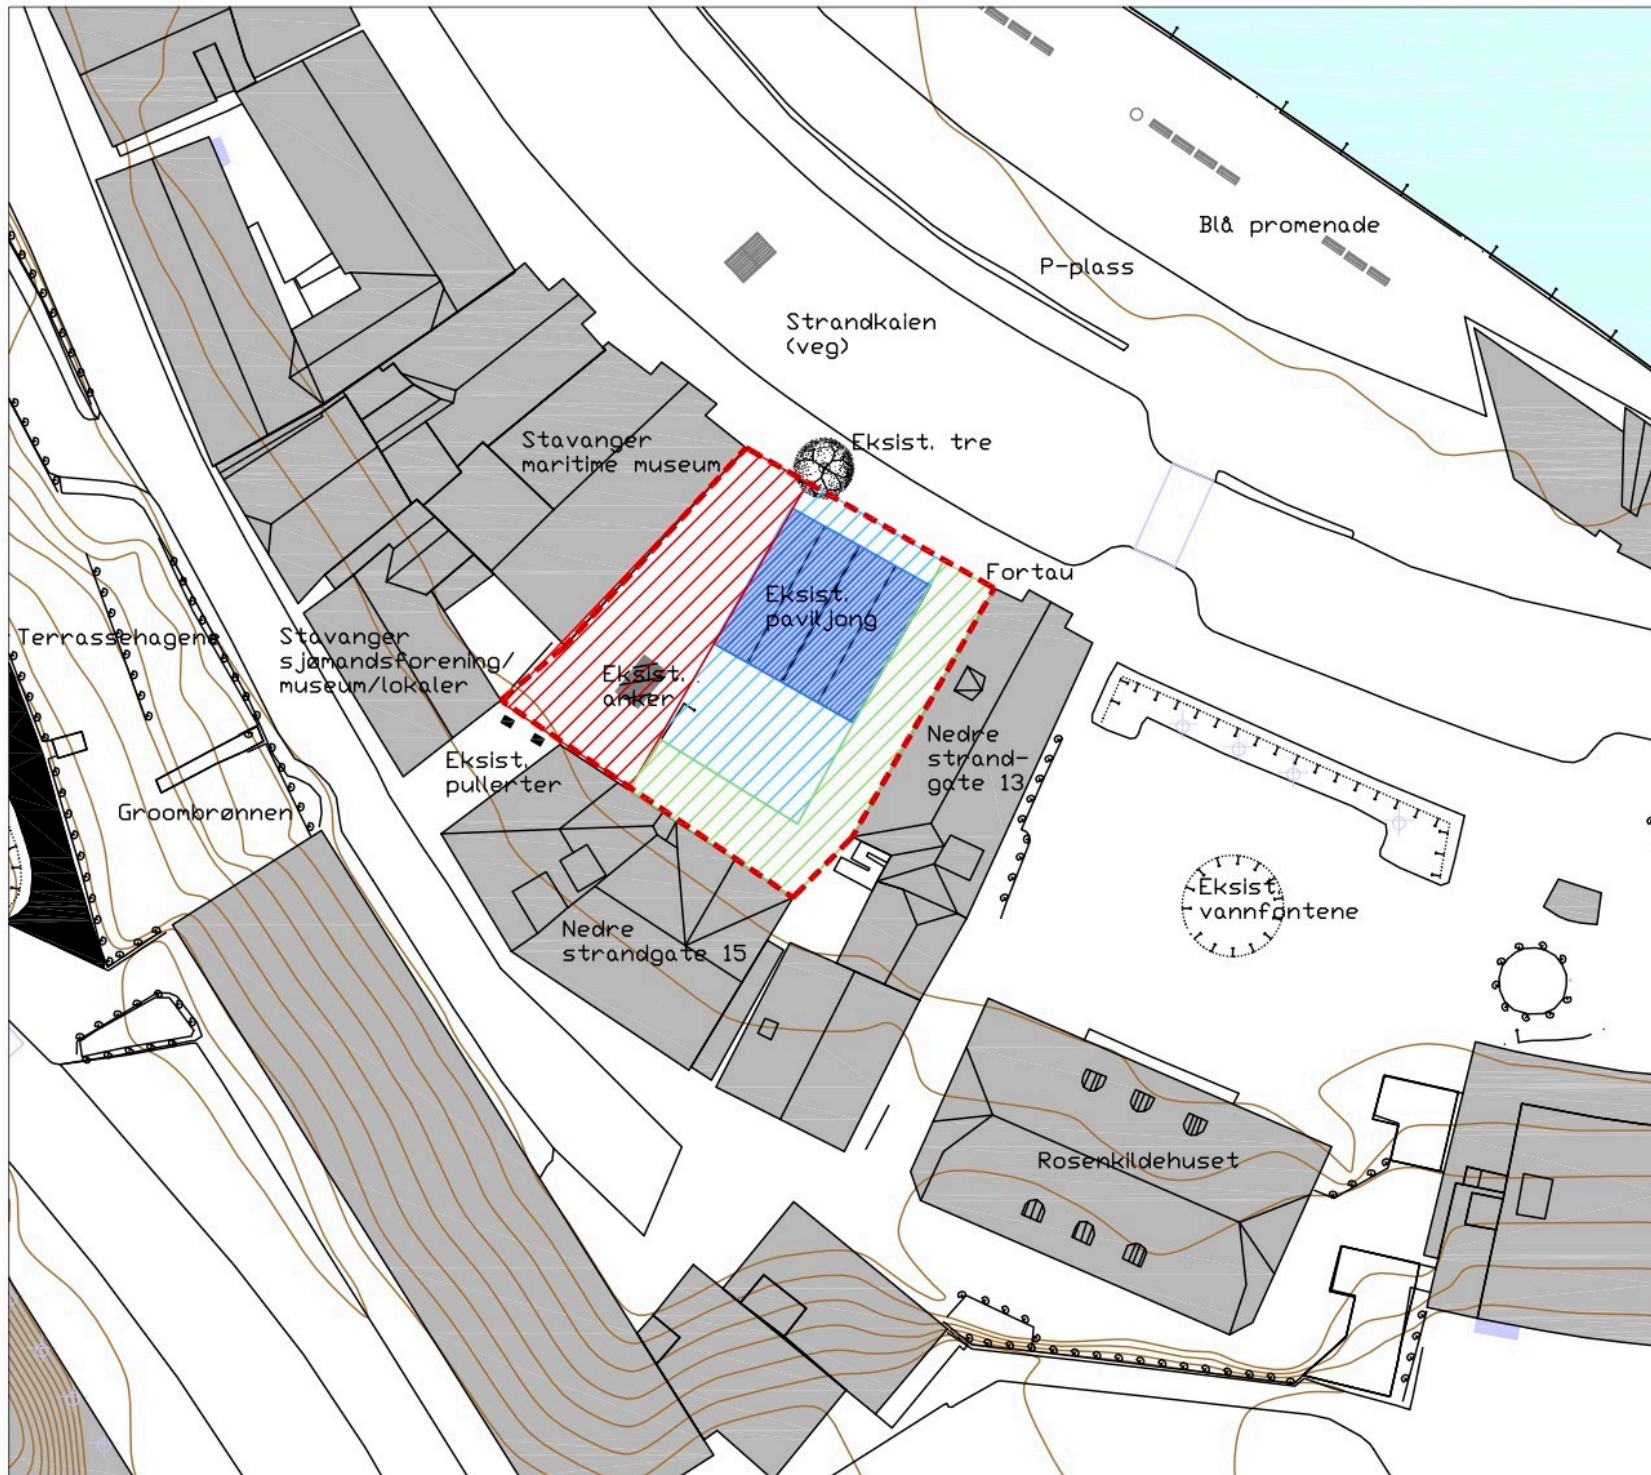 Blå promenade
P-plass
Strandkaien
(veg)
Eksist. tre
Stavanger
maritime museum
Fortau
Eksist.
paviljong
Terrassehagene
Stavanger
sjømandsforening/
museum/lokaler
Eksist.
anker
Eksist.
pullerter
Nedre
strand-
gate 13
Groombrønnen
Eksist.
vannfontene
Nedre
strandgate 15
Rosenkildehuset